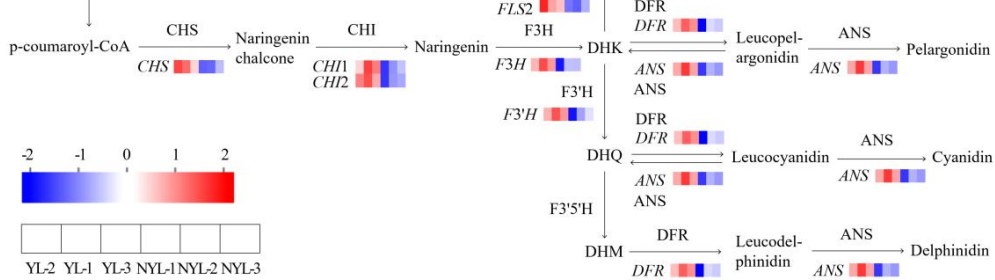 FLS2
DFR
DFR
p-coumaroyl-CoA
CHS
CHS
Naringenin
chalcone
CHI
CHI1
CHI2
Naringenin
F3H
F3H
DHK
ANS
ANS
Leucopel-
argonidin
ANS
ANS
Pelargonidin
F3'H
F3'H
DFR
DFR
DHQ
ANS
ANS
Leucocyanidin
ANS
ANS
Cyanidin
F3'5'H
DHM
DFR
DFR
Leucodel-
phinidin
ANS
ANS
Delphinidin
-2 -1 0 1 2
YL-2 YL-1 YL-3 NYL-1 NYL-2 NYL-3